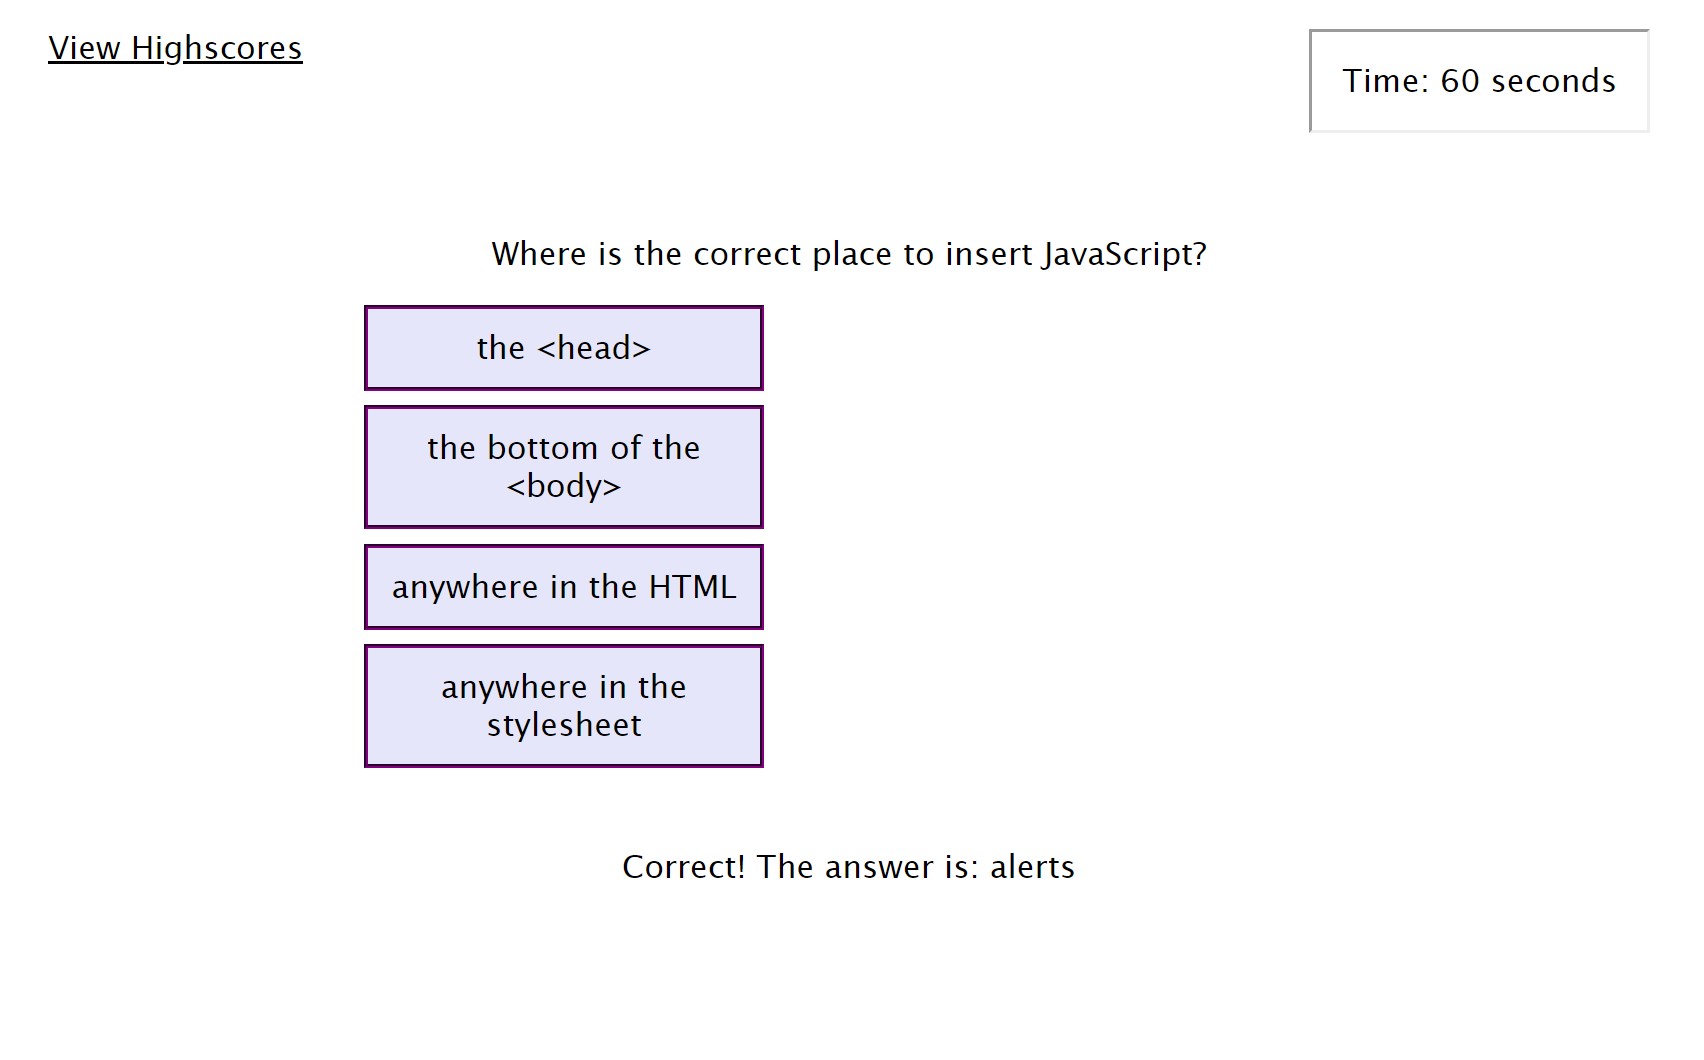 View Highscores
Time: 60 seconds
Where is the correct place to insert JavaScript?
the <head>
the bottom of the
<body>
anywhere in the HTML
anywhere in the
stylesheet
Correct! The answer is: alerts